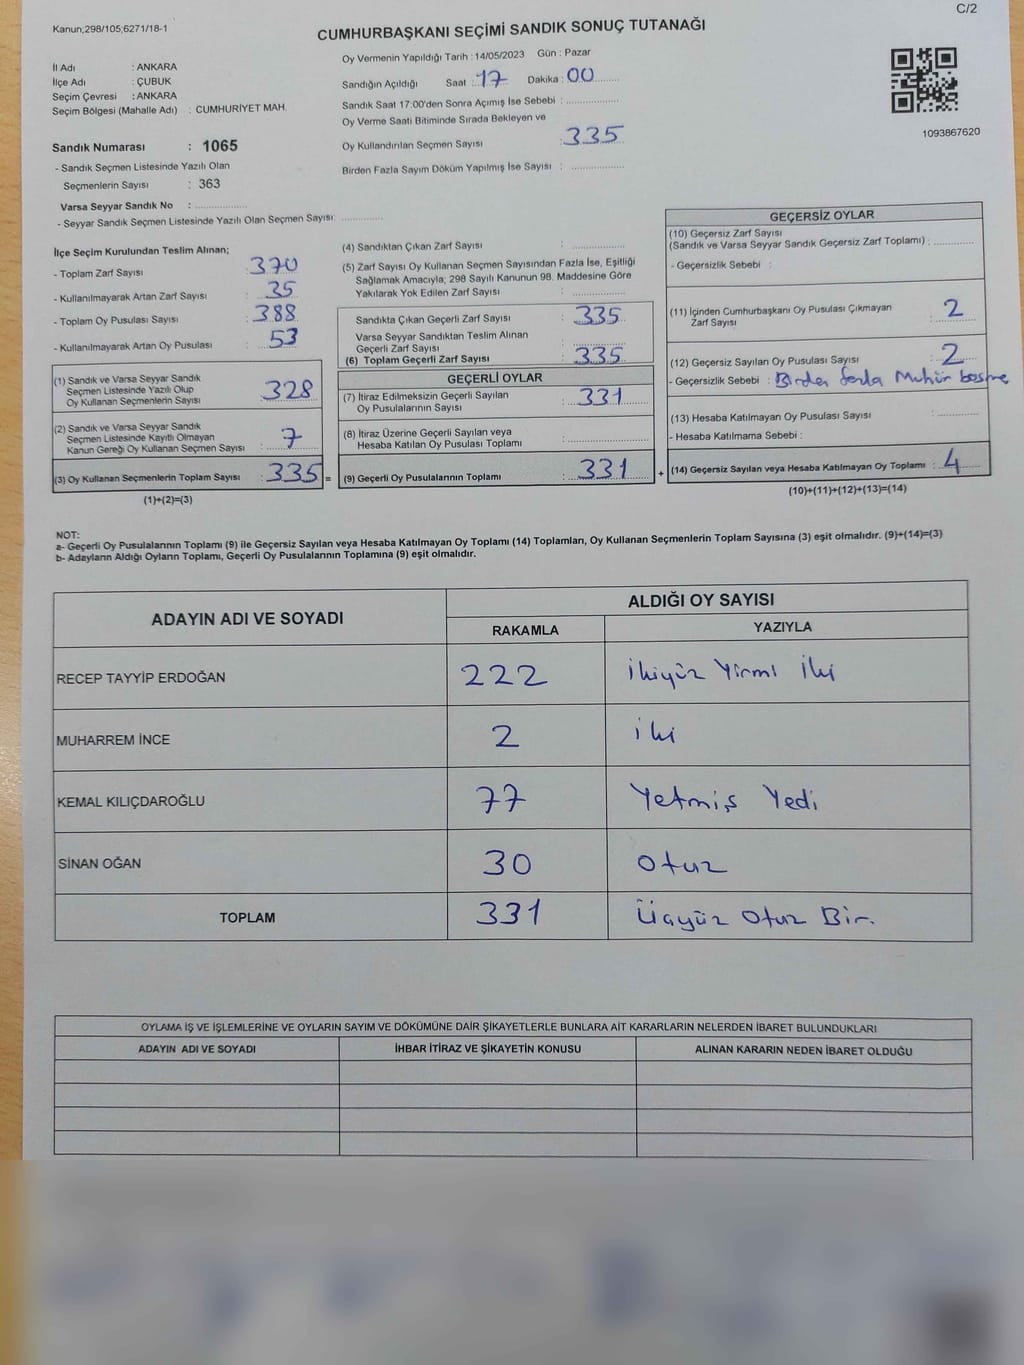 C/2
Kanun;298/105;6271/18-1
CUMHURBAŞKANI SEÇİMİ SANDIK SONUÇ TUTANAĞI
İl Adı : ANKARA
İlçe Adı : ÇUBUK
Seçim Çevresi : ANKARA
Seçim Bölgesi (Mahalle Adı) : CUMHURİYET MAH.
Sandık Numarası : 1065
- Sandık Seçmen Listesinde Yazılı Olan
Seçmenlerin Sayısı : 363
Varsa Seyyar Sandık No : ............
- Seyyar Sandık Seçmen Listesinde Yazılı Olan Seçmen Sayısı: ............
Oy Vermenin Yapıldığı Tarih : 14/05/2023 Gün : Pazar
Sandığın Açıldığı Saat : 17 Dakika : 00
Sandık Saat 17:00'den Sonra Açımış İse Sebebi : ............
Oy Verme Saati Bitiminde Sırada Bekleyen ve
Oy Kullandırılan Seçmen Sayısı : 335
Birden Fazla Sayım Döküm Yapılmış İse Sayısı : ............
1093867620
İlçe Seçim Kurulundan Teslim Alınan;
- Toplam Zarf Sayısı : 370
- Kullanılmayarak Artan Zarf Sayısı : 35
- Toplam Oy Pusulası Sayısı : 388
- Kullanılmayarak Artan Oy Pusulası : 53
(1) Sandık ve Varsa Seyyar Sandık
Seçmen Listesinde Yazılı Olup
Oy Kullanan Seçmenlerin Sayısı : 328
(2) Sandık ve Varsa Seyyar Sandık
Seçmen Listesinde Kayıtlı Olmayan
Kanun Gereği Oy Kullanan Seçmen Sayısı : 7
(3) Oy Kullanan Seçmenlerin Toplam Sayısı : 335 =
(1)+(2)=(3)
(4) Sandıktan Çıkan Zarf Sayısı : ............
(5) Zarf Sayısı Oy Kullanan Seçmen Sayısından Fazla İse, Eşitliği
Sağlamak Amacıyla; 298 Sayılı Kanunun 98. Maddesine Göre
Yakılarak Yok Edilen Zarf Sayısı : ............
Sandıkta Çıkan Geçerli Zarf Sayısı : 335
Varsa Seyyar Sandıktan Teslim Alınan
Geçerli Zarf Sayısı : ............
(6) Toplam Geçerli Zarf Sayısı : 335
GEÇERLİ OYLAR
(7) İtiraz Edilmeksizin Geçerli Sayılan
Oy Pusulalarının Sayısı : 331
(8) İtiraz Üzerine Geçerli Sayılan veya
Hesaba Katılan Oy Pusulası Toplamı : ............
(9) Geçerli Oy Pusulalarının Toplamı : 331 +
GEÇERSİZ OYLAR
(10) Geçersiz Zarf Sayısı
(Sandık ve Varsa Seyyar Sandık Geçersiz Zarf Toplamı) : ............
- Geçersizlik Sebebi :
(11) İçinden Cumhurbaşkanı Oy Pusulası Çıkmayan
Zarf Sayısı : 2
(12) Geçersiz Sayılan Oy Pusulası Sayısı : 2
- Geçersizlik Sebebi : Birden fazla Mühür basma
(13) Hesaba Katılmayan Oy Pusulası Sayısı : ............
- Hesaba Katılmama Sebebi :
(14) Geçersiz Sayılan veya Hesaba Katılmayan Oy Toplamı : 4
(10)+(11)+(12)+(13)=(14)
NOT:
a- Geçerli Oy Pusulalarının Toplamı (9) ile Geçersiz Sayılan veya Hesaba Katılmayan Oy Toplamı (14) Toplamları, Oy Kullanan Seçmenlerin Toplam Sayısına (3) eşit olmalıdır. (9)+(14)=(3)
b- Adayların Aldığı Oyların Toplamı, Geçerli Oy Pusulalarının Toplamına (9) eşit olmalıdır.
ADAYIN ADI VE SOYADI
ALDIĞI OY SAYISI
RAKAMLA YAZIYLA
RECEP TAYYİP ERDOĞAN 222 İkiyüz Yirmi İki
MUHARREM İNCE 2 iki
KEMAL KILIÇDAROĞLU 77 Yetmiş Yedi
SİNAN OĞAN 30 Otuz
TOPLAM 331 Üçyüz Otuz Bir.
OYLAMA İŞ VE İŞLEMLERİNE VE OYLARIN SAYIM VE DÖKÜMÜNE DAİR ŞİKAYETLERLE BUNLARA AİT KARARLARIN NELERDEN İBARET BULUNDUKLARI
ADAYIN ADI VE SOYADI İHBAR İTİRAZ VE ŞİKAYETİN KONUSU ALINAN KARARIN NEDEN İBARET OLDUĞU